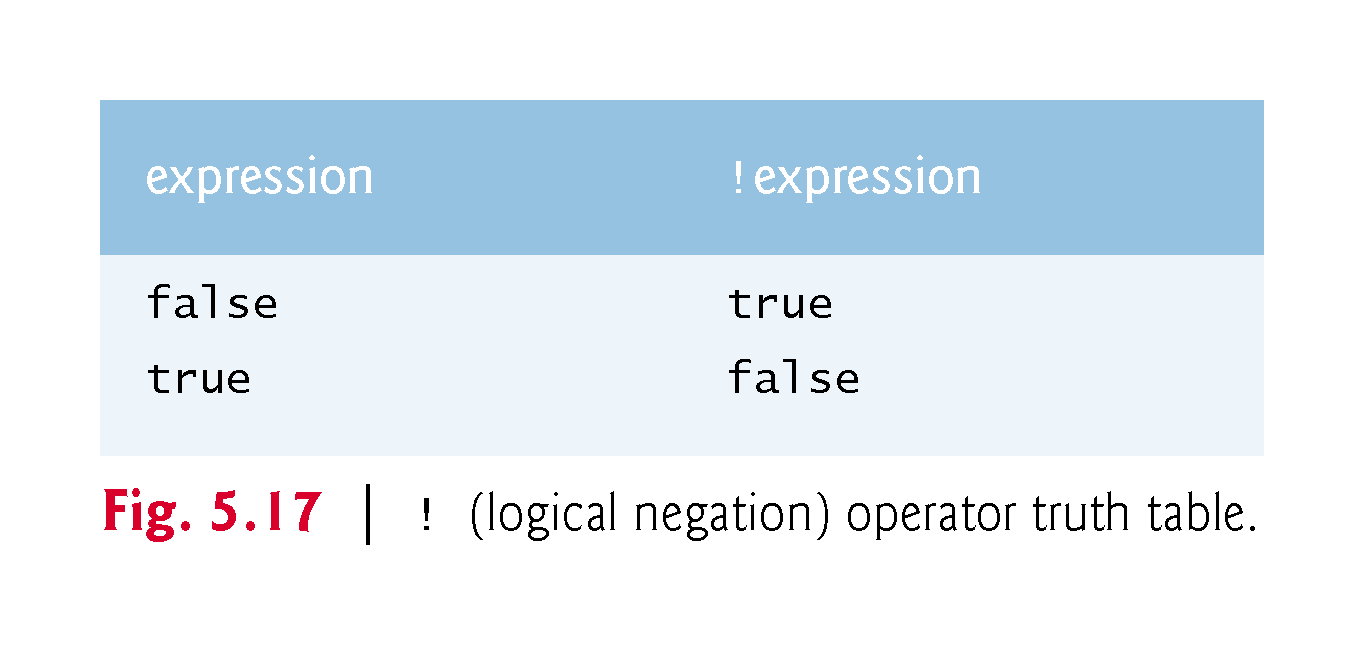 expression !expression
false true
true false
Fig. 5.17 | ! (logical negation) operator truth table.